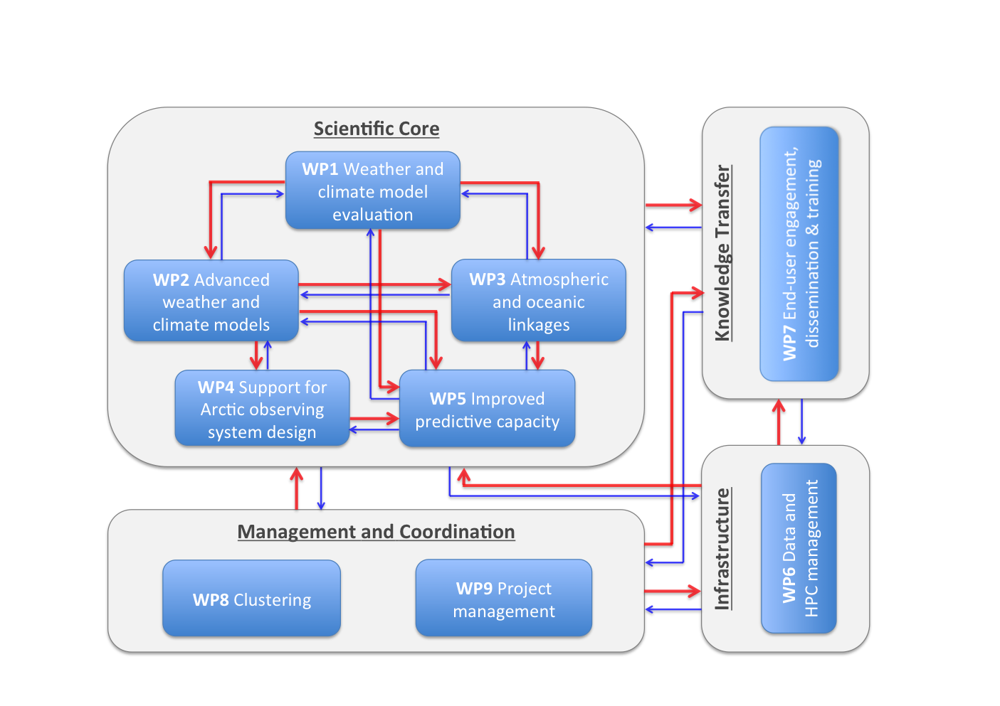 Scientific Core
WP1 Weather and
climate model
evaluation
WP2 Advanced
weather and
climate models
WP3 Atmospheric
and oceanic
linkages
WP4 Support for
Arctic observing
system design
WP5 Improved
predictive capacity
Knowledge Transfer
WP7 End-user engagement,
dissemination & training
Management and Coordination
WP8 Clustering
WP9 Project
management
Infrastructure
WP6 Data and
HPC management